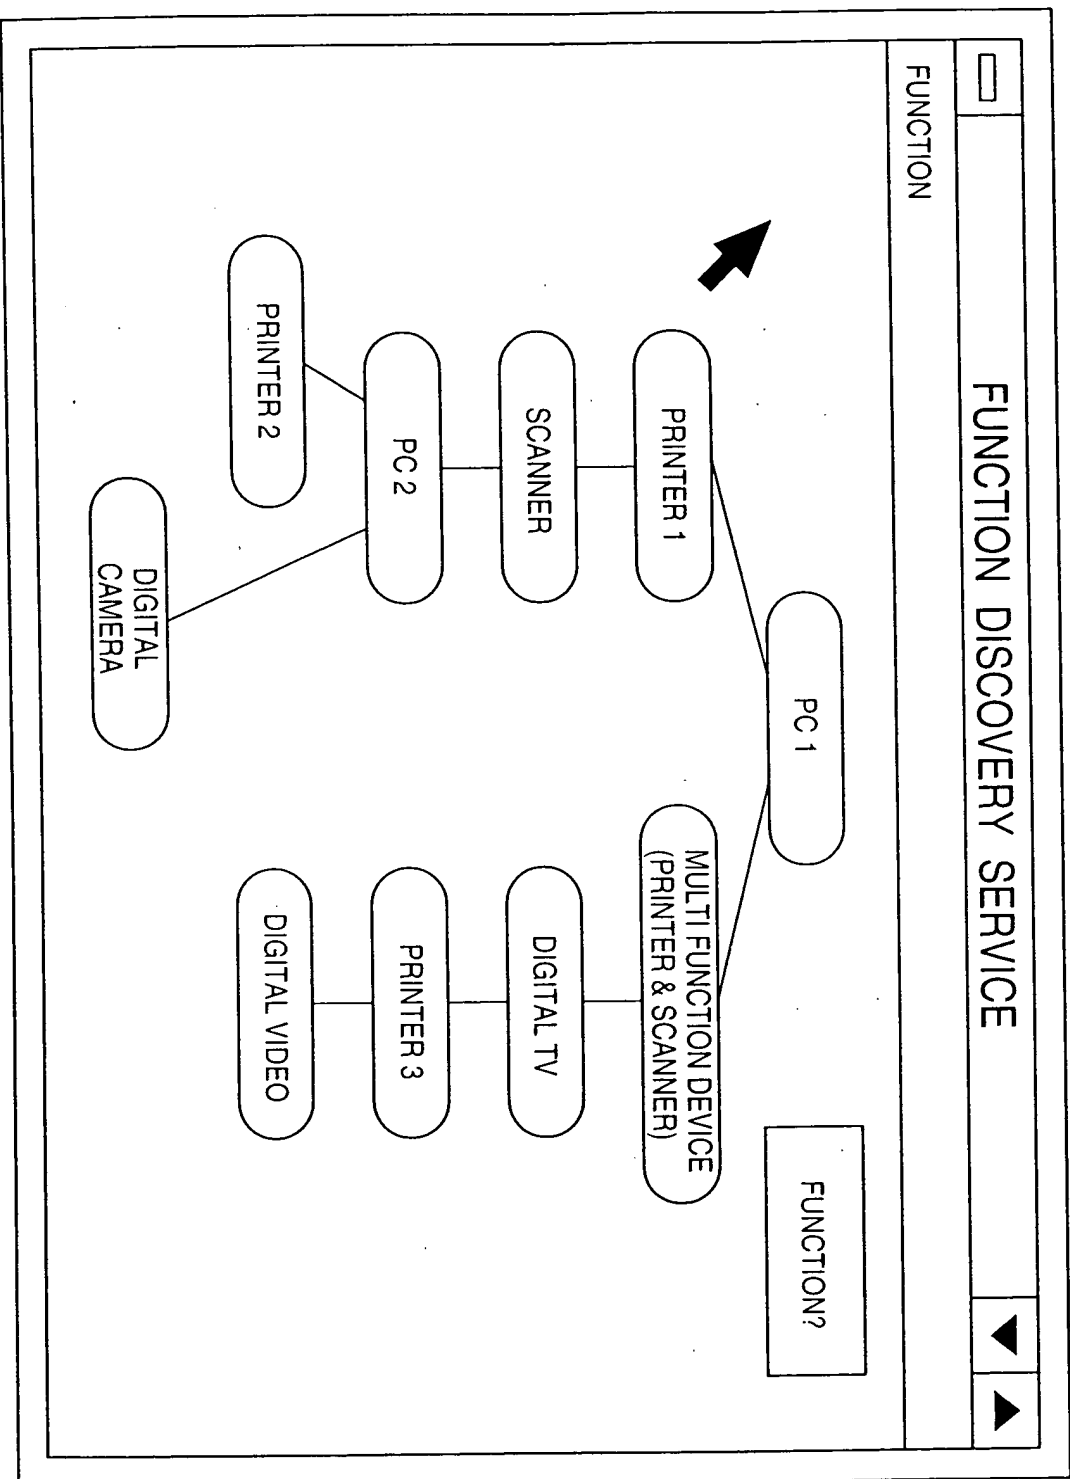 FUNCTION DISCOVERY SERVICE
FUNCTION
PC 1
FUNCTION?
PRINTER 1
MULTI FUNCTION DEVICE
(PRINTER & SCANNER)
SCANNER
DIGITAL TV
PC 2
PRINTER 3
PRINTER 2
DIGITAL VIDEO
DIGITAL
CAMERA